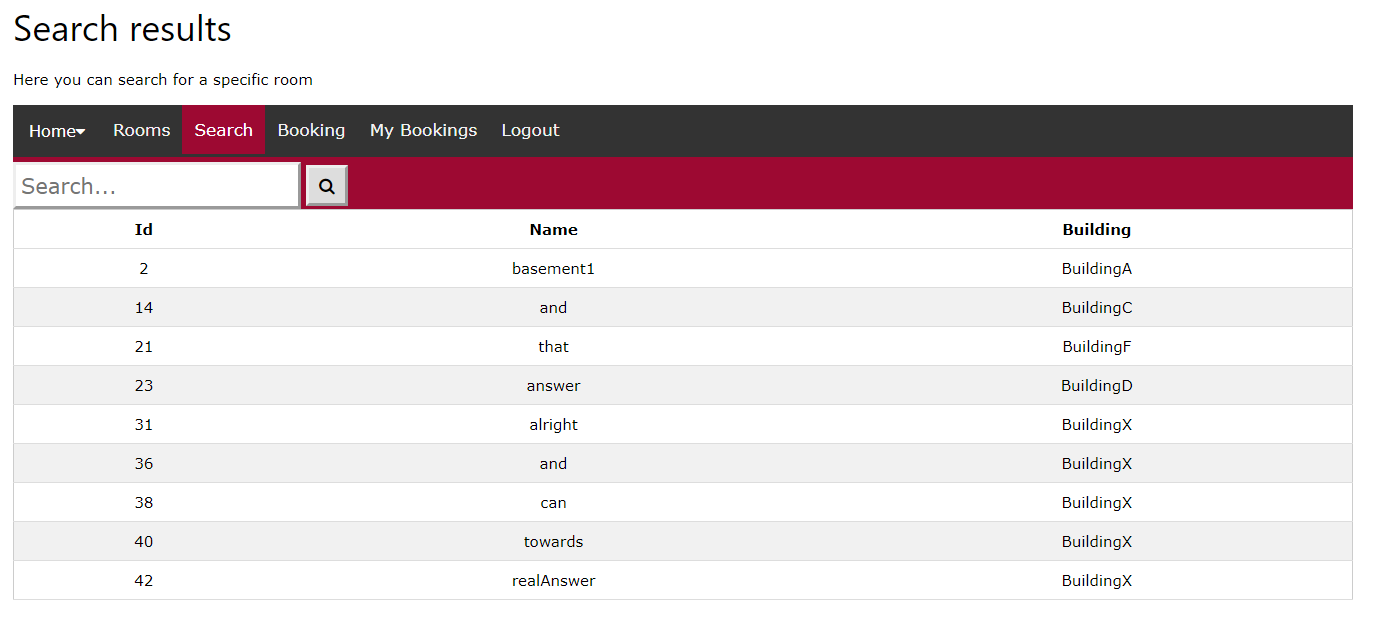 Search results
Here you can search for a specific room
Home Rooms Search Booking My Bookings Logout
Search...
Id Name Building
2 basement1 BuildingA
14 and BuildingC
21 that BuildingF
23 answer BuildingD
31 alright BuildingX
36 and BuildingX
38 can BuildingX
40 towards BuildingX
42 realAnswer BuildingX